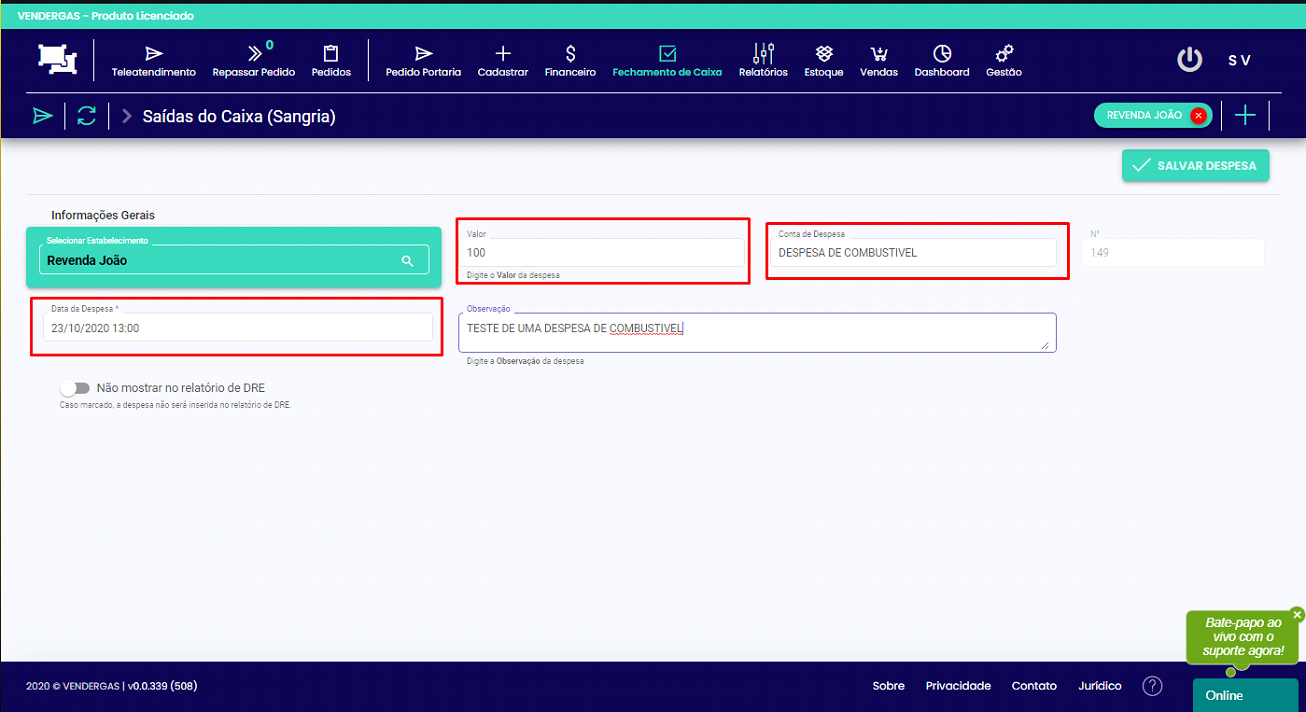 VENDERGAS - Produto Licenciado
0
Teleatendimento Repassar Pedido Pedidos Pedido Portaria Cadastrar Financeiro Fechamento de Caixa Relatórios Estoque Vendas Dashboard Gestão
S V
Saídas do Caixa (Sangria)
REVENDA JOÃO
SALVAR DESPESA
Informações Gerais
Selecionar Estabelecimento
Revenda João
Valor
100
Digite o Valor da despesa
Conta de Despesa
DESPESA DE COMBUSTIVEL
N°
149
Data da Despesa *
23/10/2020 13:00
Observação
TESTE DE UMA DESPESA DE COMBUSTIVEL
Digite a Observação da despesa
Não mostrar no relatório de DRE
Caso marcado, a despesa não será inserida no relatório de DRE.
Bate-papo ao
vivo com o
suporte agora!
2020 © VENDERGAS | v0.0.339 (508)
Sobre Privacidade Contato Jurídico ?
Online